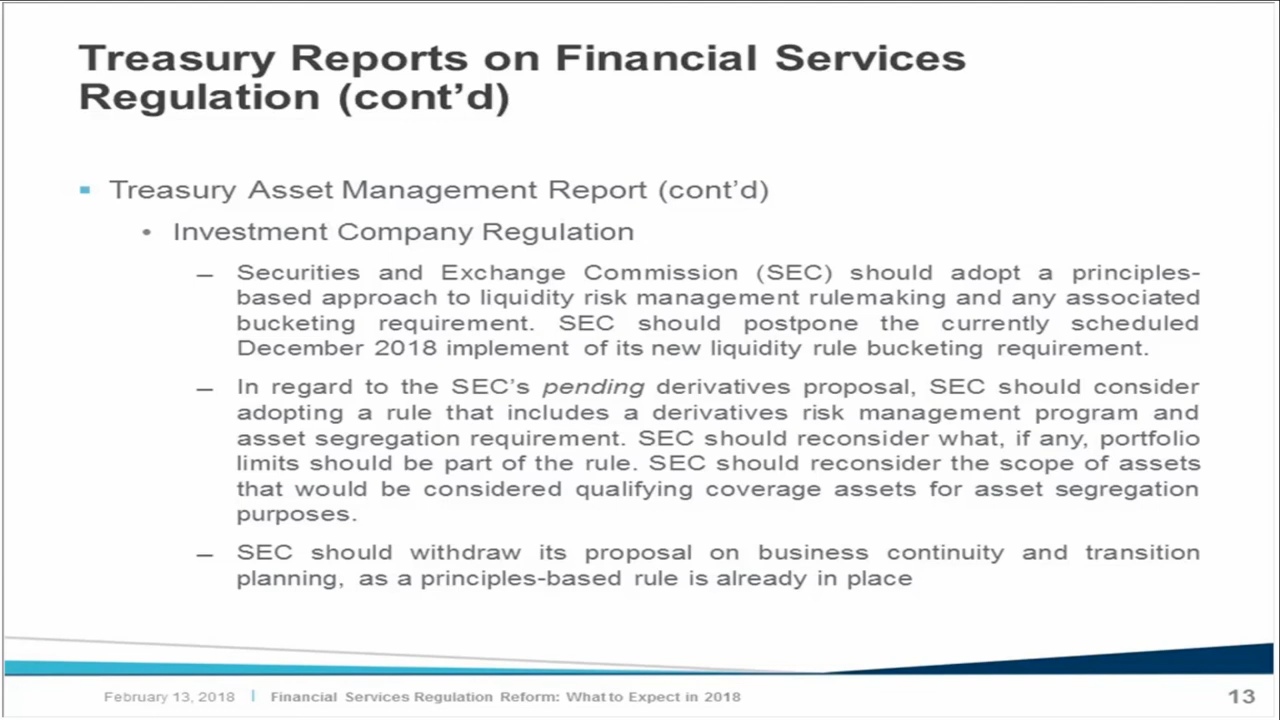 Treasury Reports on Financial Services
Regulation (cont’d)
Treasury Asset Management Report (cont’d)
Investment Company Regulation
– Securities and Exchange Commission (SEC) should adopt a principles-
based approach to liquidity risk management rulemaking and any associated
bucketing requirement. SEC should postpone the currently scheduled
December 2018 implement of its new liquidity rule bucketing requirement.
– In regard to the SEC’s pending derivatives proposal, SEC should consider
adopting a rule that includes a derivatives risk management program and
asset segregation requirement. SEC should reconsider what, if any, portfolio
limits should be part of the rule. SEC should reconsider the scope of assets
that would be considered qualifying coverage assets for asset segregation
purposes.
– SEC should withdraw its proposal on business continuity and transition
planning, as a principles-based rule is already in place
February 13, 2018 | Financial Services Regulation Reform: What to Expect in 2018
13